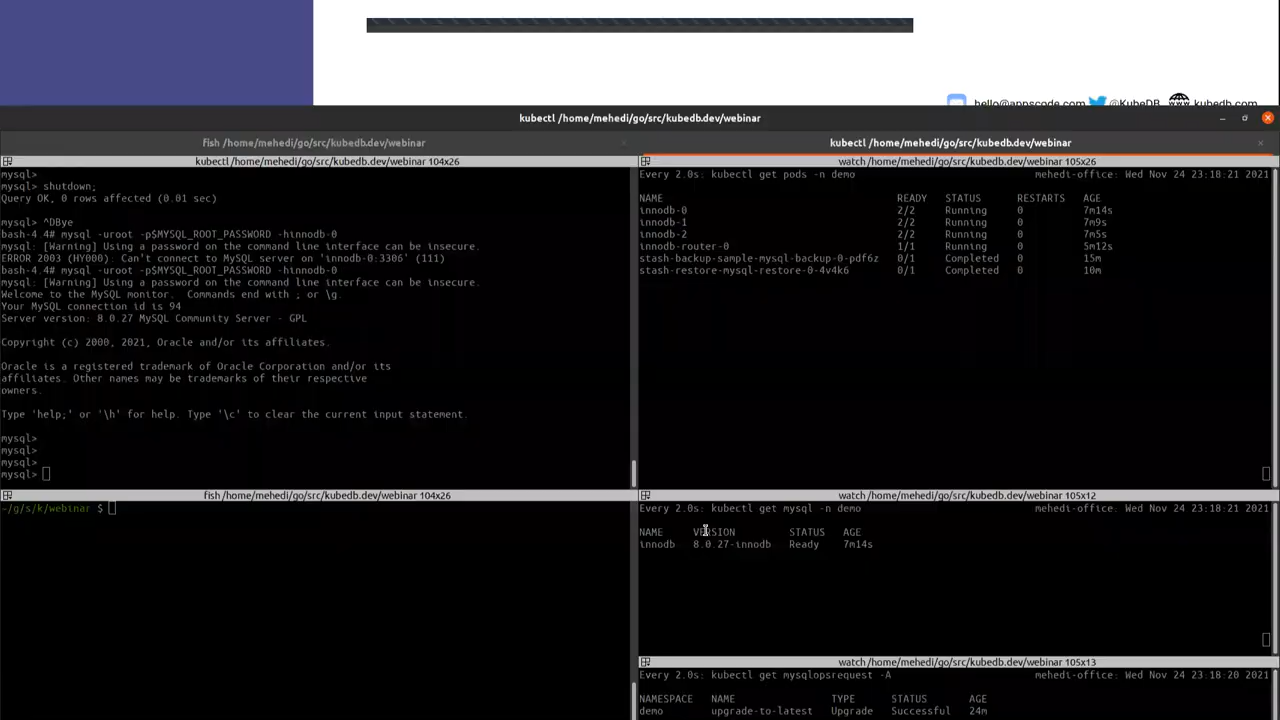 hello@appscode.com @KubeDB kubedb.com
kubectl /home/mehedi/go/src/kubedb.dev/webinar
fish /home/mehedi/go/src/kubedb.dev/webinar
kubectl /home/mehedi/go/src/kubedb.dev/webinar
kubectl /home/mehedi/go/src/kubedb.dev/webinar 104x26
mysql>
mysql> shutdown;
Query OK, 0 rows affected (0.01 sec)
mysql> ^DBye
bash-4.4# mysql -uroot -p$MYSQL_ROOT_PASSWORD -hinnodb-0
mysql: [Warning] Using a password on the command line interface can be insecure.
ERROR 2003 (HY000): Can't connect to MySQL server on 'innodb-0:3306' (111)
bash-4.4# mysql -uroot -p$MYSQL_ROOT_PASSWORD -hinnodb-0
mysql: [Warning] Using a password on the command line interface can be insecure.
Welcome to the MySQL monitor.  Commands end with ; or \g.
Your MySQL connection id is 94
Server version: 8.0.27 MySQL Community Server - GPL
Copyright (c) 2000, 2021, Oracle and/or its affiliates.
Oracle is a registered trademark of Oracle Corporation and/or its
affiliates. Other names may be trademarks of their respective
owners.
Type 'help;' or '\h' for help. Type '\c' to clear the current input statement.
mysql>
mysql>
mysql>
mysql>
fish /home/mehedi/go/src/kubedb.dev/webinar 104x26
~/g/s/k/webinar $
watch /home/mehedi/go/src/kubedb.dev/webinar 105x26
Every 2.0s: kubectl get pods -n demo mehedi-office: Wed Nov 24 23:18:21 2021
NAME READY STATUS RESTARTS AGE
innodb-0 2/2 Running 0 7m14s
innodb-1 2/2 Running 0 7m9s
innodb-2 2/2 Running 0 7m5s
innodb-router-0 1/1 Running 0 5m12s
stash-backup-sample-mysql-backup-0-pdf6z 0/1 Completed 0 15m
stash-restore-mysql-restore-0-4v4k6 0/1 Completed 0 10m
watch /home/mehedi/go/src/kubedb.dev/webinar 105x12
Every 2.0s: kubectl get mysql -n demo mehedi-office: Wed Nov 24 23:18:21 2021
NAME VERSION STATUS AGE
innodb 8.0.27-innodb Ready 7m14s
watch /home/mehedi/go/src/kubedb.dev/webinar 105x13
Every 2.0s: kubectl get mysqlopsrequest -A mehedi-office: Wed Nov 24 23:18:20 2021
NAMESPACE NAME TYPE STATUS AGE
demo upgrade-to-latest Upgrade Successful 24m